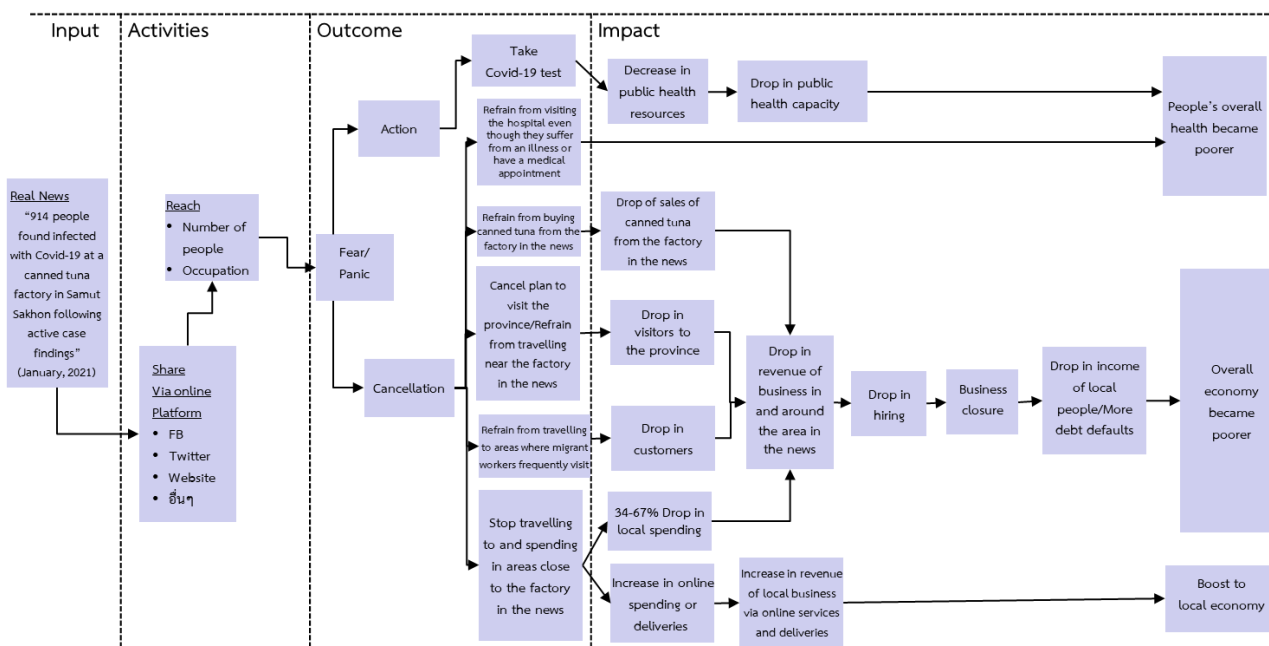 Input
Activities
Outcome
Impact
Real News
“914 people
found infected
with Covid-19 at a
canned tuna
factory in Samut
Sakhon following
active case
findings”
(January, 2021)
Reach
• Number of
people
• Occupation
Share
Via online
Platform
• FB
• Twitter
• Website
• อื่นๆ
Fear/
Panic
Action
Cancellation
Take
Covid-19 test
Refrain from visiting
the hospital even
though they suffer
from an illness or
have a medical
appointment
Refrain from buying
canned tuna from the
factory in the news
Cancel plan to
visit the
province/Refrain
from travelling
near the factory
in the news
Refrain from travelling
to areas where migrant
workers frequently visit
Stop travelling
to and spending
in areas close
to the factory
in the news
Decrease in
public health
resources
Drop in public
health capacity
People’s overall
health became
poorer
Drop of sales of
canned tuna
from the factory
in the news
Drop in
visitors to
the province
Drop in
customers
34-67% Drop in
local spending
Increase in online
spending or
deliveries
Drop in
revenue of
business in
and around
the area in
the news
Drop in
hiring
Business
closure
Drop in income
of local
people/More
debt defaults
Overall
economy
became
poorer
Increase in revenue
of local business
via online services
and deliveries
Boost to
local economy